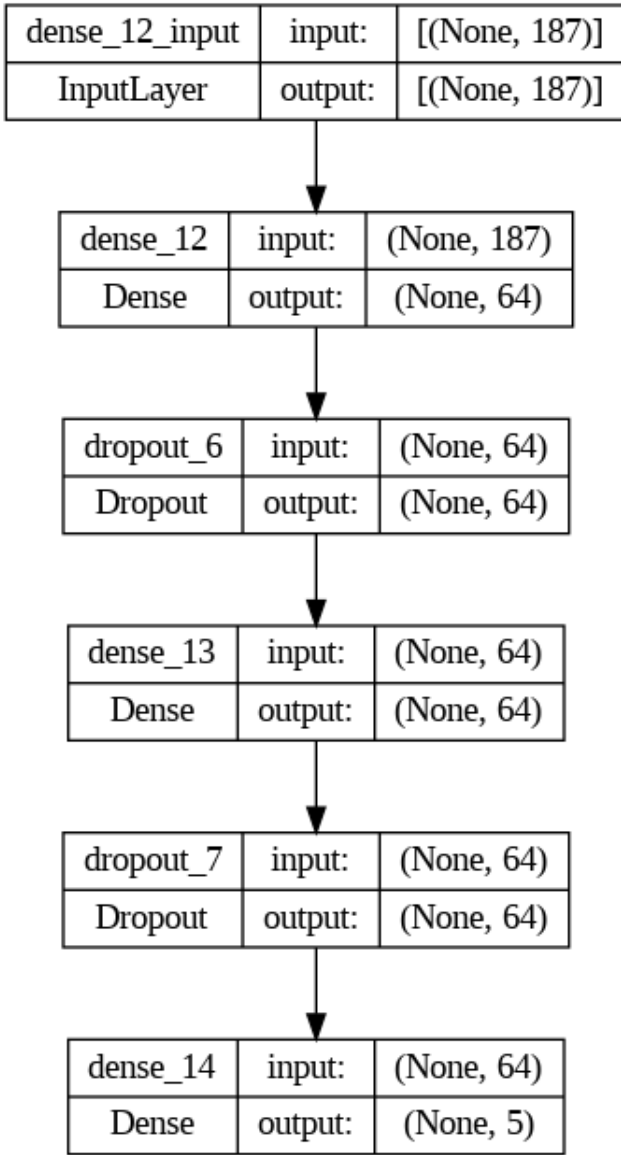 dense_12_input input: [(None, 187)]
InputLayer output: [(None, 187)]
dense_12 input: (None, 187)
Dense output: (None, 64)
dropout_6 input: (None, 64)
Dropout output: (None, 64)
dense_13 input: (None, 64)
Dense output: (None, 64)
dropout_7 input: (None, 64)
Dropout output: (None, 64)
dense_14 input: (None, 64)
Dense output: (None, 5)